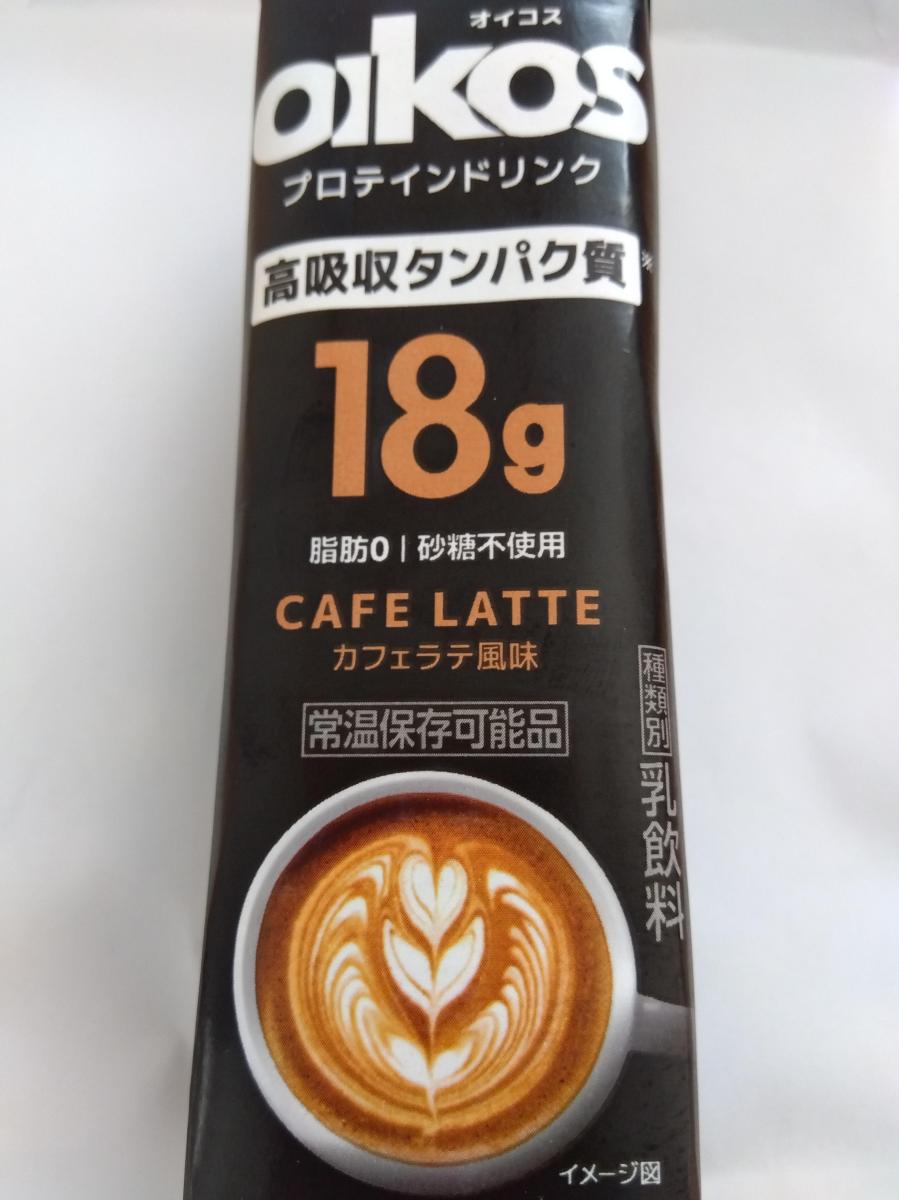 オイコス
oikos
プロテインドリンク
高吸収タンパク質※
18g
脂肪0 | 砂糖不使用
CAFE LATTE
カフェラテ風味
常温保存可能品
種類別 乳飲料
イメージ図